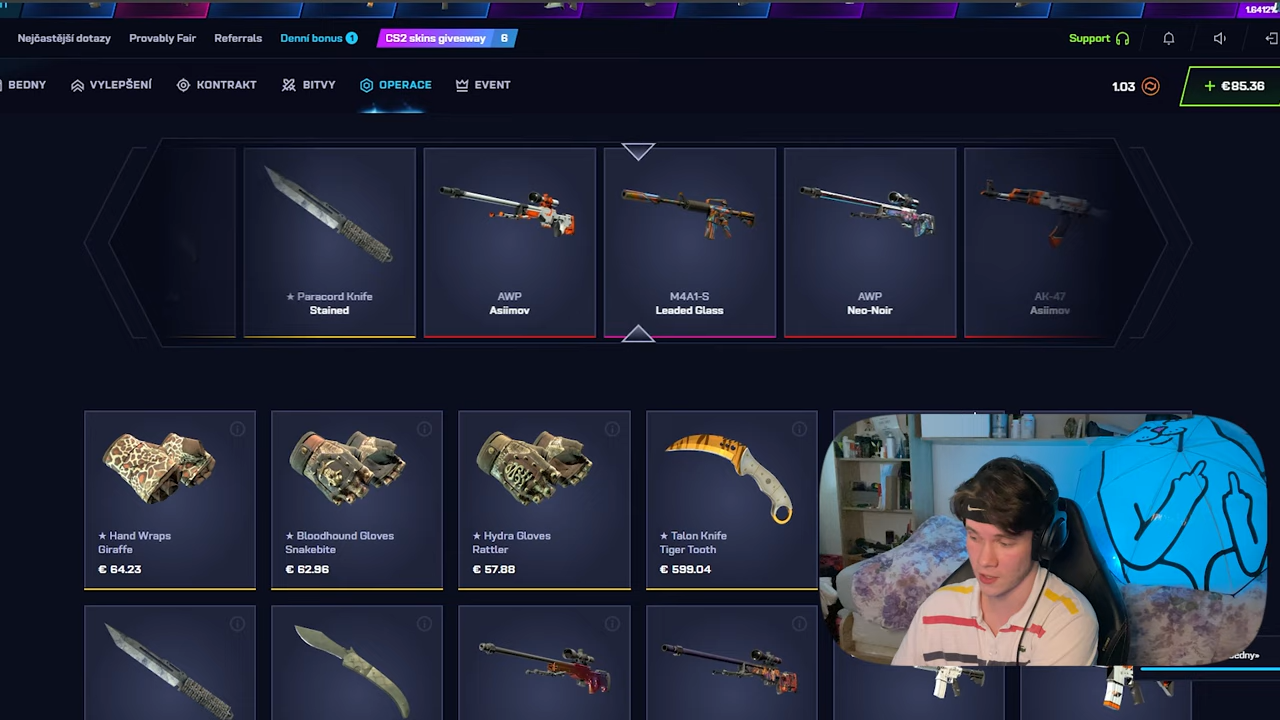 1.6412%
Nejčastější dotazy Provably Fair Referrals Denní bonus 1 CS2 skins giveaway 6 Support
BEDNY VYLEPŠENÍ KONTRAKT BITVY OPERACE EVENT 1.03 + €85.36
★ Paracord Knife
Stained
AWP
Asiimov
M4A1-S
Leaded Glass
AWP
Neo-Noir
AK-47
Asiimov
★ Hand Wraps
Giraffe
€ 64.23
★ Bloodhound Gloves
Snakebite
€ 62.96
★ Hydra Gloves
Rattler
€ 57.88
★ Talon Knife
Tiger Tooth
€ 599.04